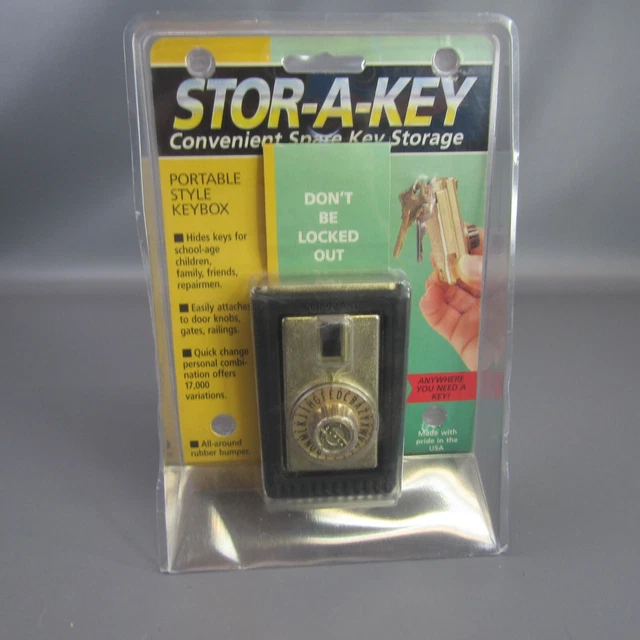 STOR-A-KEY
Convenient Spare Key Storage
PORTABLE
STYLE
KEYBOX
■ Hides keys for
school-age
children,
family, friends,
repairmen.
■ Easily attaches
to door knobs,
gates, railings.
■ Quick change
personal combi-
nation offers
17,000
variations.
■ All-around
rubber bumper.
DON'T
BE
LOCKED
OUT
ANYWHERE
YOU NEED A
KEY!
Made with
pride in the
USA